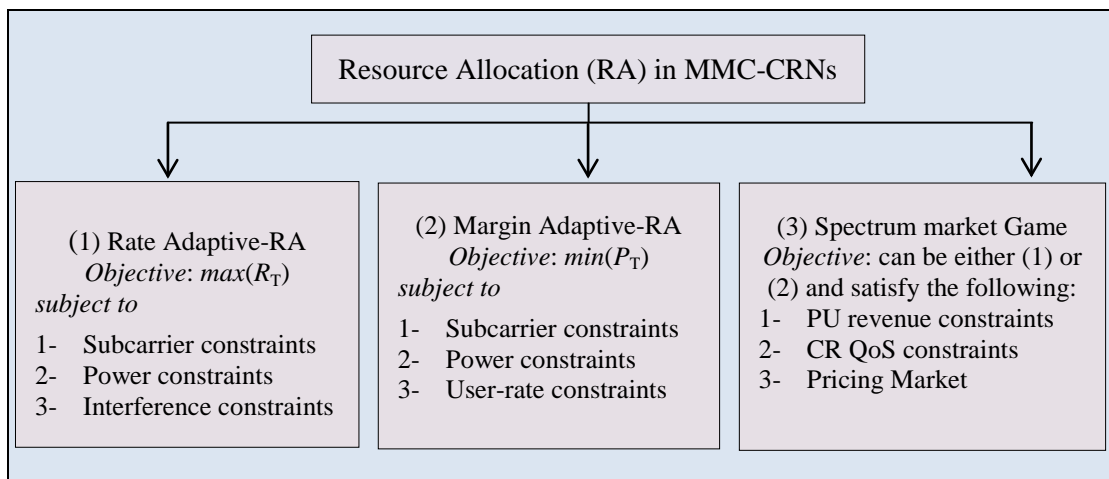 Resource Allocation (RA) in MMC-CRNs
(1) Rate Adaptive-RA
Objective: max(RT)
subject to
1- Subcarrier constraints
2- Power constraints
3- Interference constraints
(2) Margin Adaptive-RA
Objective: min(PT)
subject to
1- Subcarrier constraints
2- Power constraints
3- User-rate constraints
(3) Spectrum market Game
Objective: can be either (1) or
(2) and satisfy the following:
1- PU revenue constraints
2- CR QoS constraints
3- Pricing Market